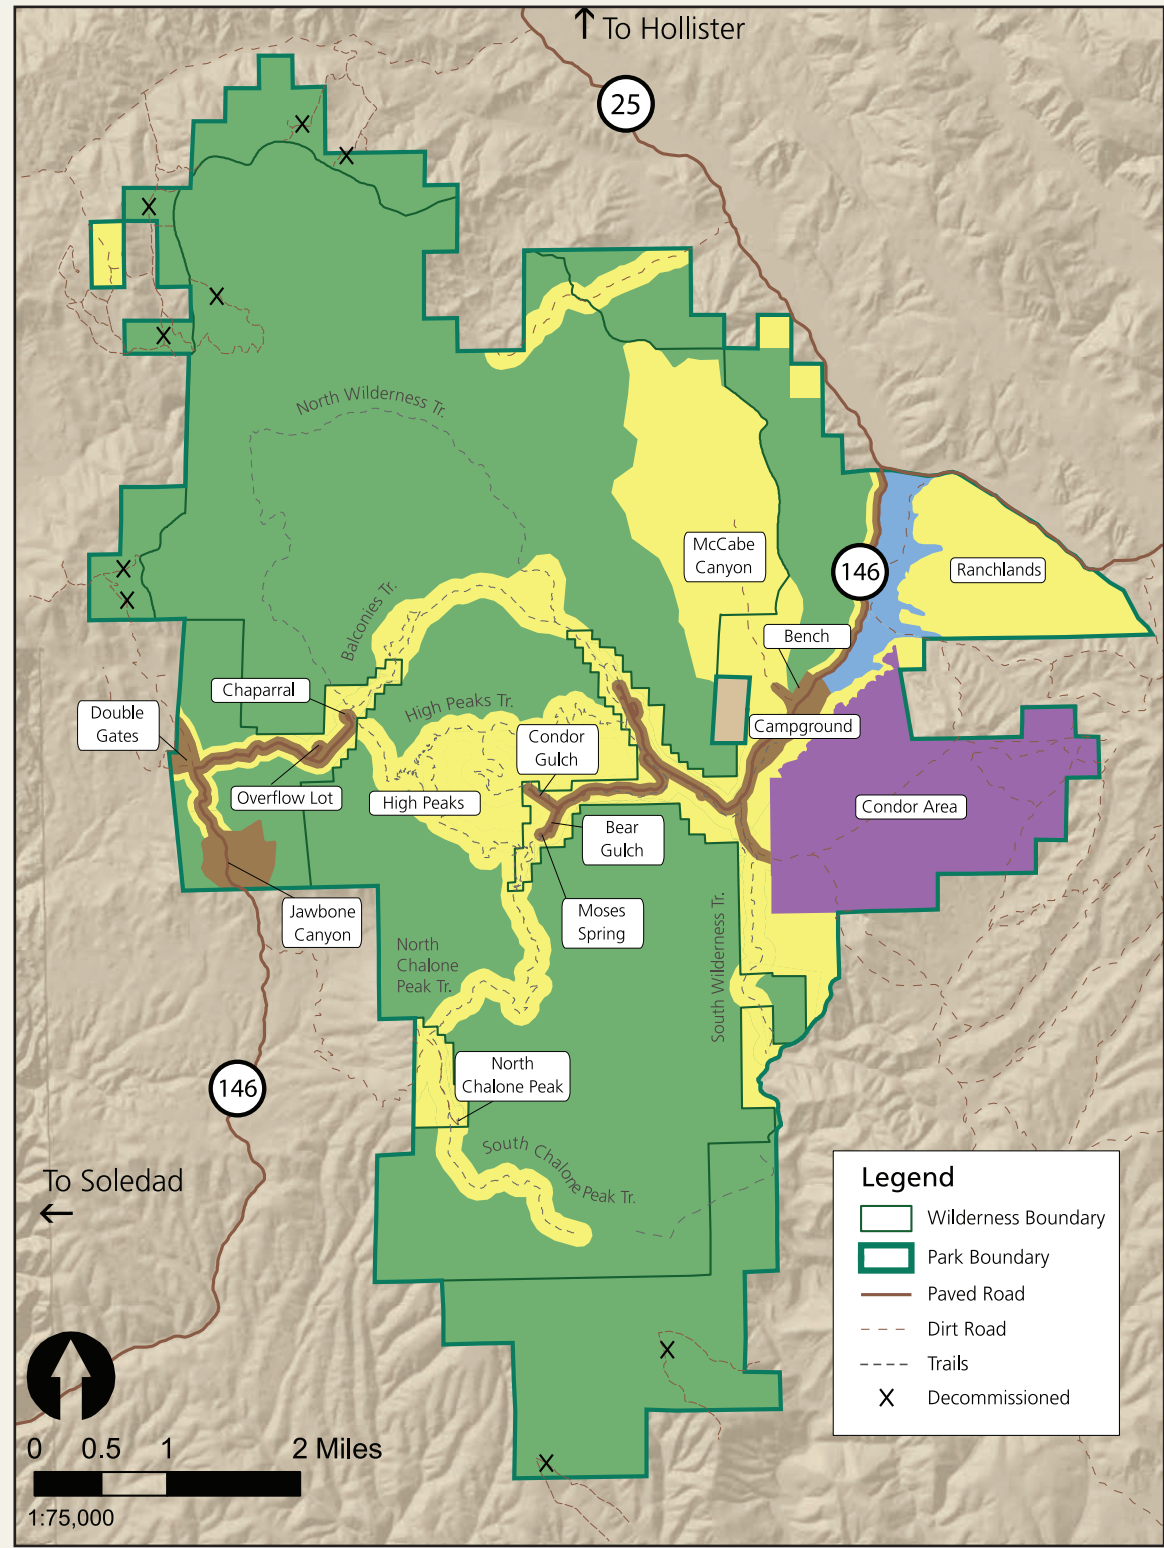 ↑ To Hollister
25
North Wilderness Tr.
McCabe
Canyon
146
Ranchlands
Balconies Tr.
Bench
Chaparral
High Peaks Tr.
Double
Gates
Condor
Gulch
Campground
Overflow Lot
High Peaks
Condor Area
Bear
Gulch
Jawbone
Canyon
Moses
Spring
North
Chalone
Peak Tr.
South Wilderness Tr.
146
North
Chalone Peak
South Chalone Peak Tr.
To Soledad
←
Legend
Wilderness Boundary
Park Boundary
Paved Road
Dirt Road
Trails
X Decommissioned
0 0.5 1 2 Miles
1:75,000